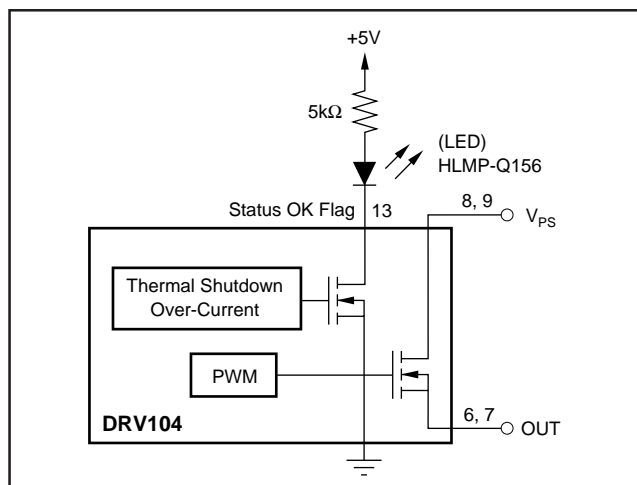 +5V
5kΩ
(LED)
HLMP-Q156
Status OK Flag 13
8, 9
V_PS
Thermal Shutdown
Over-Current
PWM
DRV104
6, 7
OUT